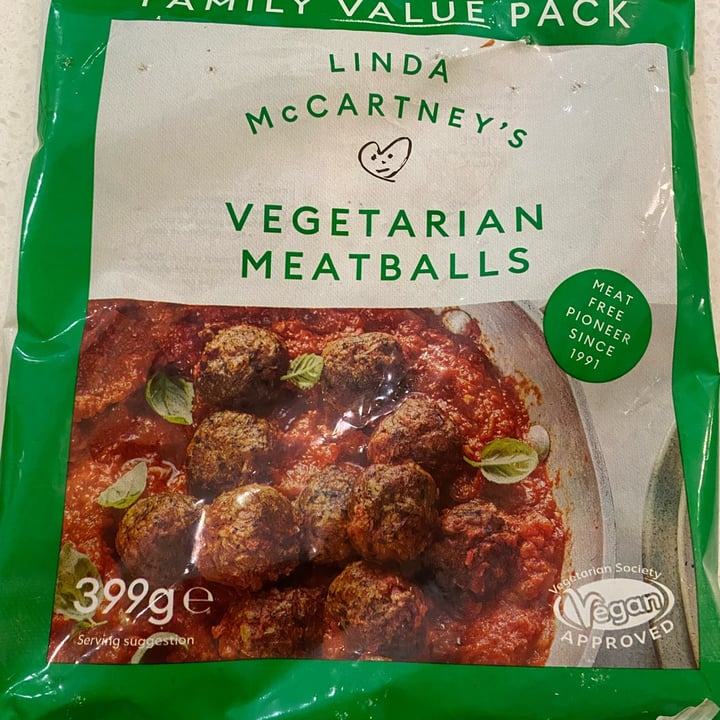 FAMILY VALUE PACK
LINDA
McCARTNEY'S
VEGETARIAN
MEATBALLS
MEAT
FREE
PIONEER
SINCE
1991
399g e
Serving suggestion
Vegetarian Society
Vegan
APPROVED